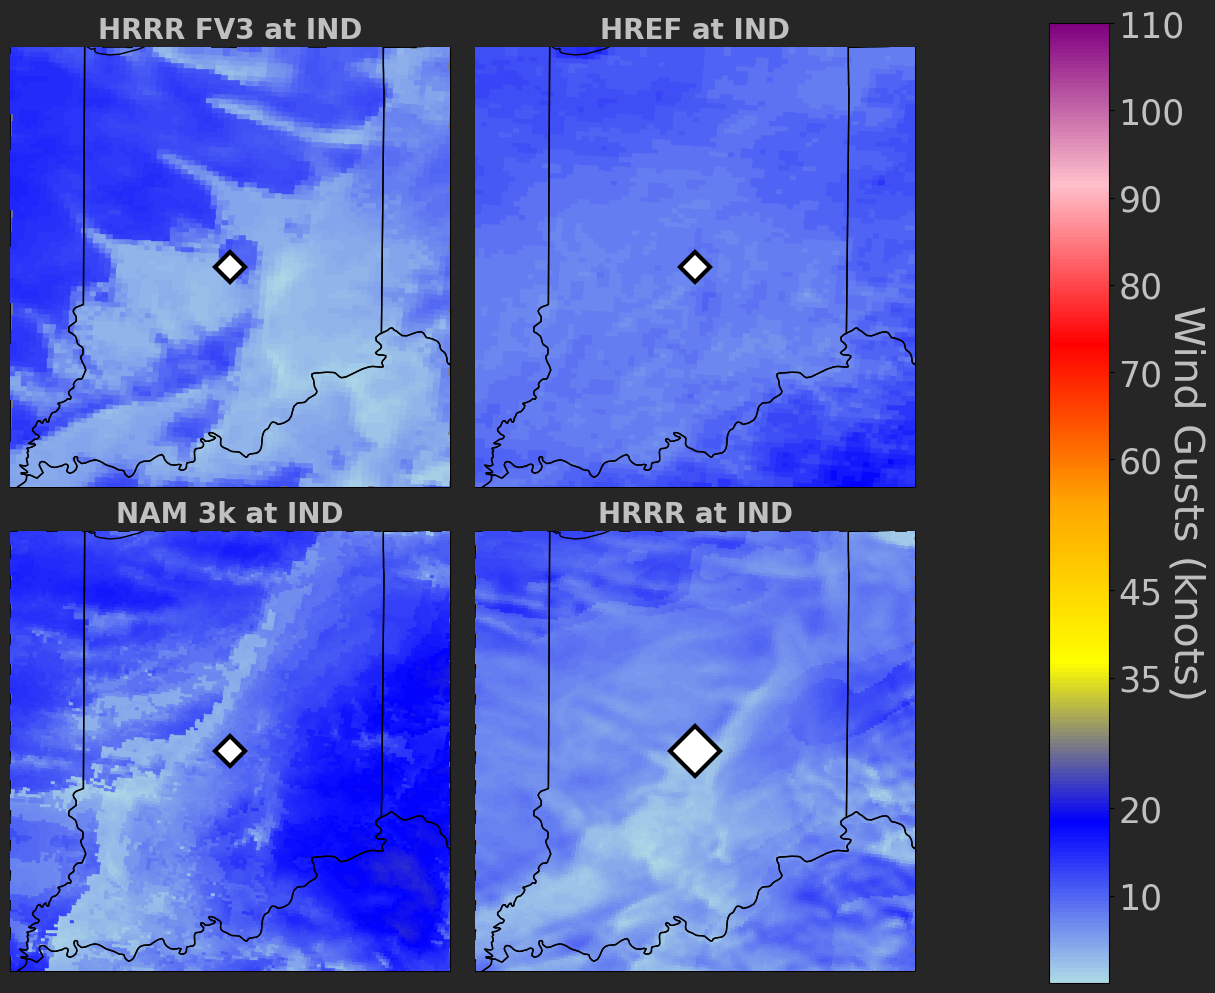 HRRR FV3 at IND
HREF at IND
NAM 3k at IND
HRRR at IND
110
100
90
80
70
60
45
35
20
10
Wind Gusts (knots)